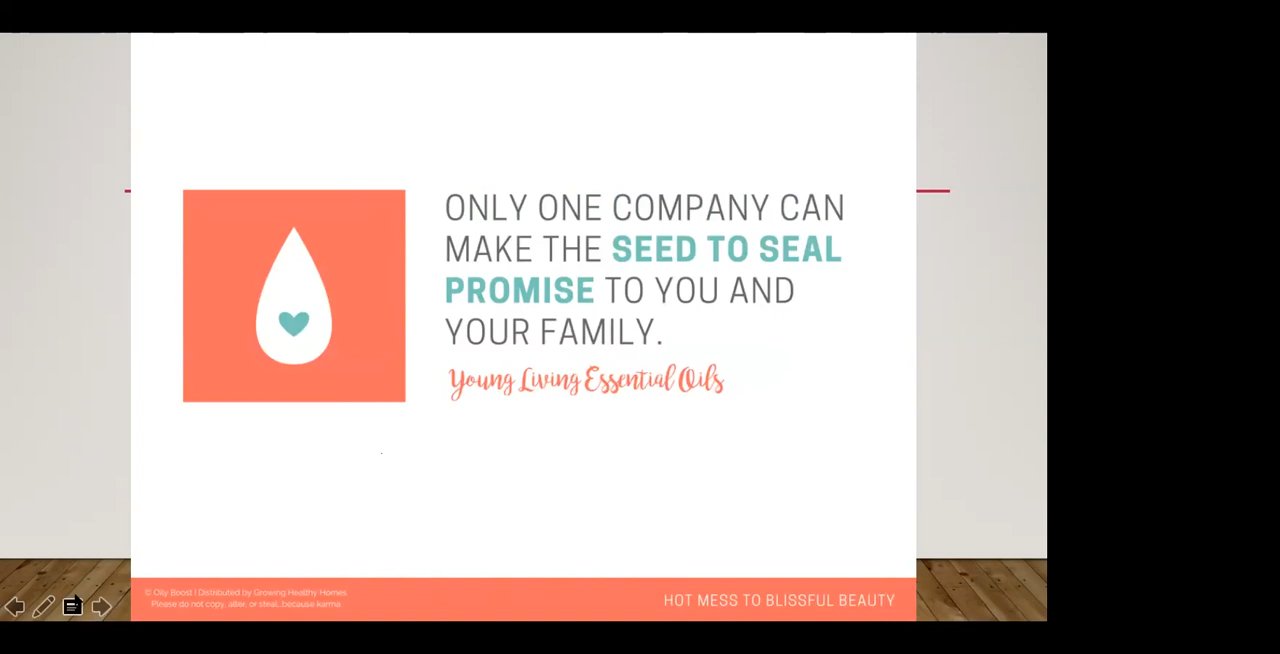 ONLY ONE COMPANY CAN
MAKE THE SEED TO SEAL
PROMISE TO YOU AND
YOUR FAMILY.
Young Living Essential Oils
© Oily Boost | Distributed by Growing Healthy Homes
Please do not copy, alter, or steal...because karma.
HOT MESS TO BLISSFUL BEAUTY